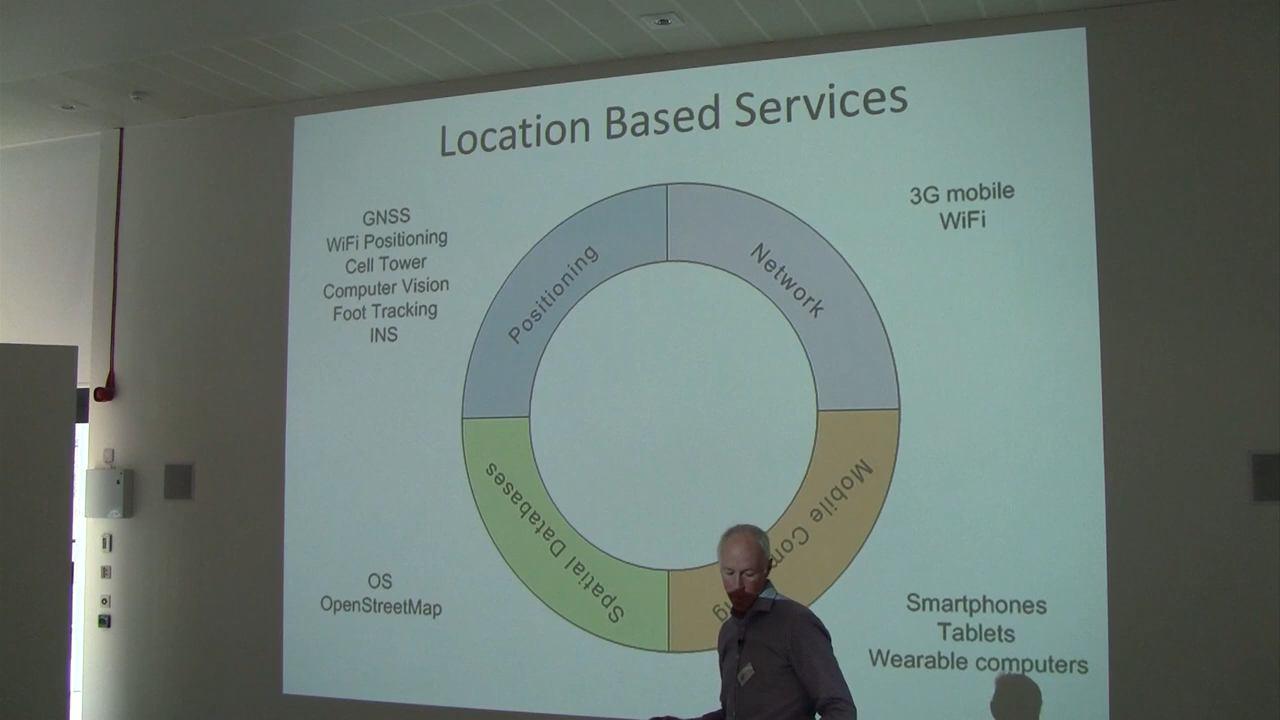 Location Based Services
GNSS
WiFi Positioning
Cell Tower
Computer Vision
Foot Tracking
INS
3G mobile
WiFi
Positioning
Network
Spatial Databases
Mobile
OS
OpenStreetMap
Smartphones
Tablets
Wearable computers